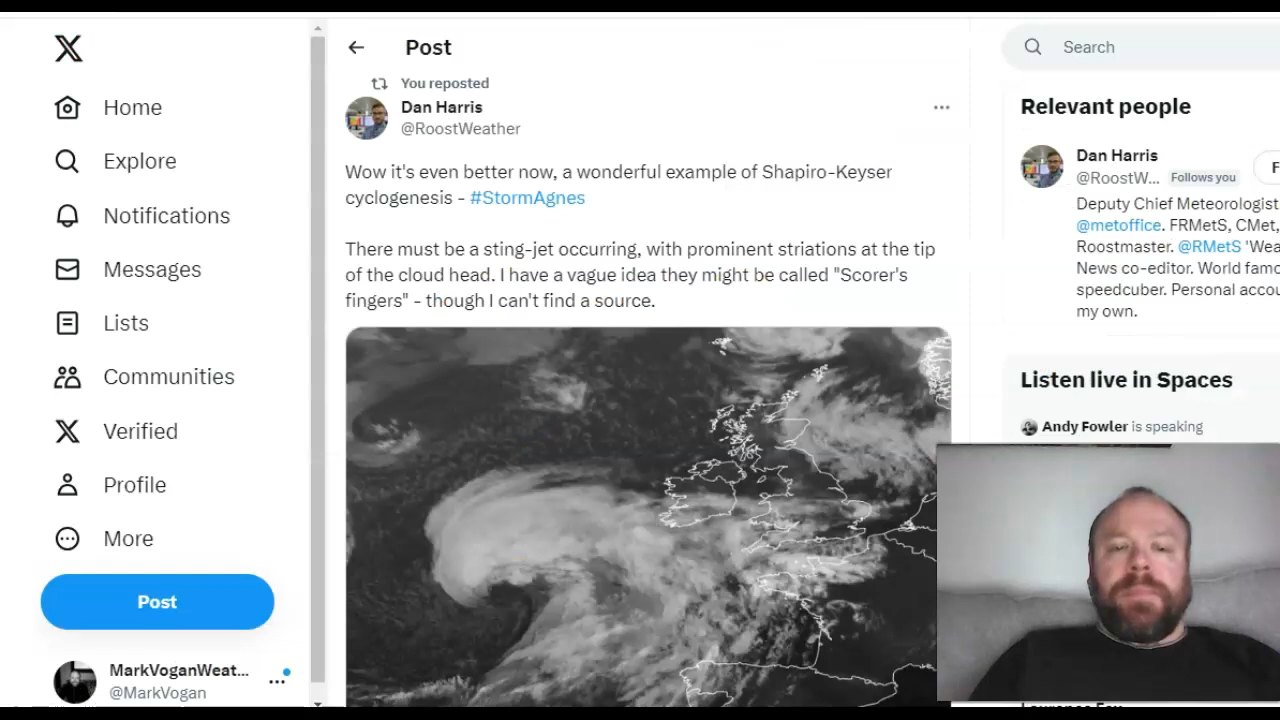 Home
Explore
Notifications
Messages
Lists
Communities
Verified
Profile
More
Post
MarkVoganWeat...
@MarkVogan
Post
You reposted
Dan Harris
@RoostWeather
Wow it's even better now, a wonderful example of Shapiro-Keyser
cyclogenesis - #StormAgnes
There must be a sting-jet occurring, with prominent striations at the tip
of the cloud head. I have a vague idea they might be called "Scorer's
fingers" - though I can't find a source.
Search
Relevant people
Dan Harris
@RoostW... Follows you
F
Deputy Chief Meteorologist
@metoffice. FRMetS, CMet,
Roostmaster. @RMetS 'Wea
News co-editor. World famo
speedcuber. Personal accou
my own.
Listen live in Spaces
Andy Fowler is speaking